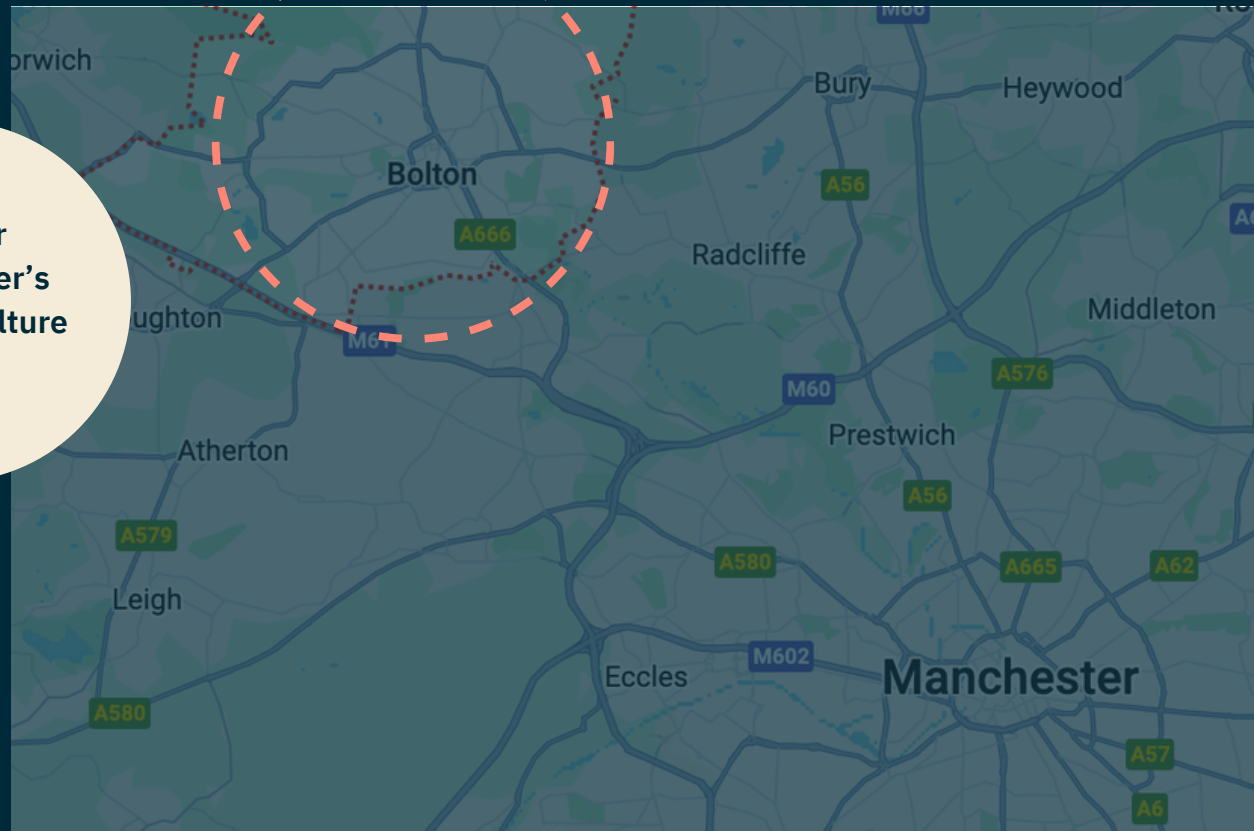 M66
orwich
Bury
Heywood
Bolton
A56
A666
r
er's
lture
Radcliffe
ughton
M61
Middleton
M60
A576
Prestwich
Atherton
A56
A579
A580
A665
A62
Leigh
M602
Eccles
Manchester
A580
A57
A6